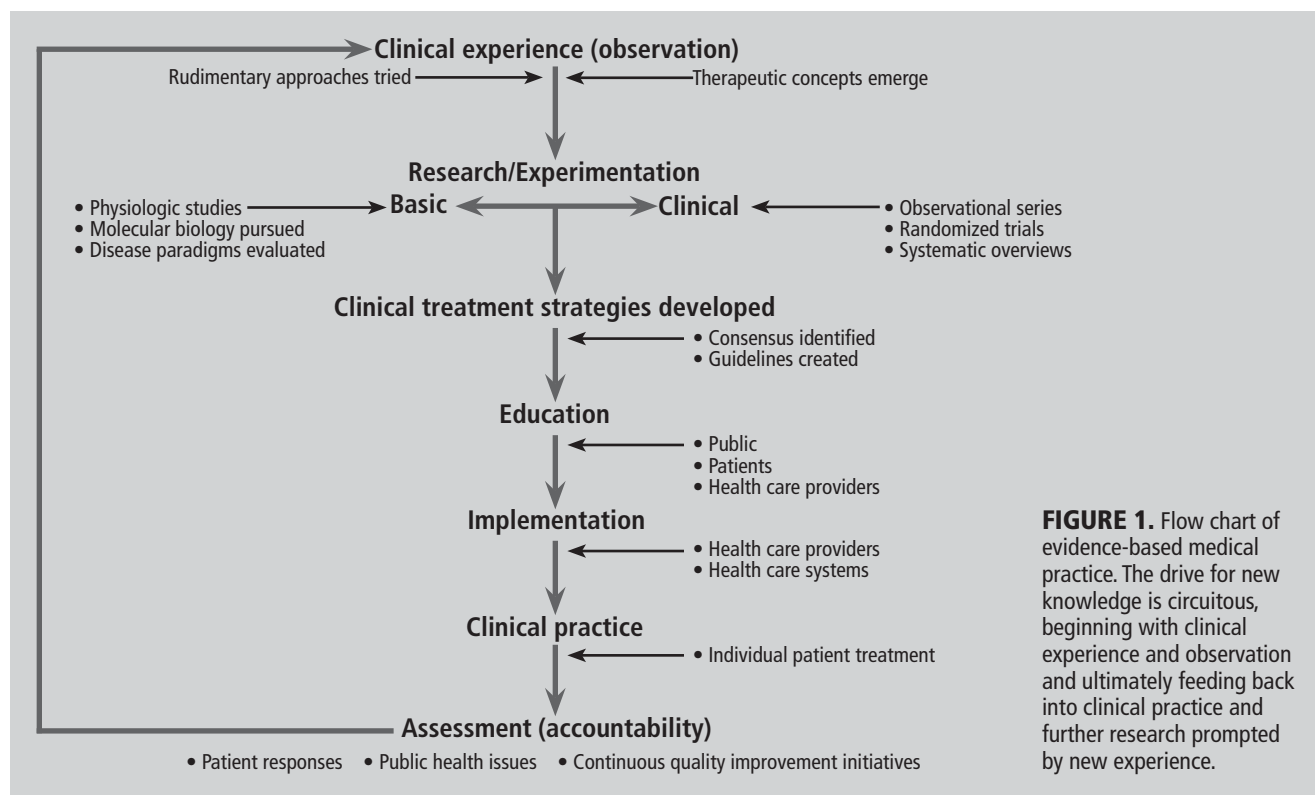 Clinical experience (observation)
Rudimentary approaches tried
Therapeutic concepts emerge
Research/Experimentation
Basic
Clinical
• Physiologic studies
• Molecular biology pursued
• Disease paradigms evaluated
• Observational series
• Randomized trials
• Systematic overviews
Clinical treatment strategies developed
• Consensus identified
• Guidelines created
Education
• Public
• Patients
• Health care providers
Implementation
• Health care providers
• Health care systems
Clinical practice
• Individual patient treatment
Assessment (accountability)
• Patient responses • Public health issues • Continuous quality improvement initiatives
FIGURE 1. Flow chart of
evidence-based medical
practice. The drive for new
knowledge is circuitous,
beginning with clinical
experience and observation
and ultimately feeding back
into clinical practice and
further research prompted
by new experience.